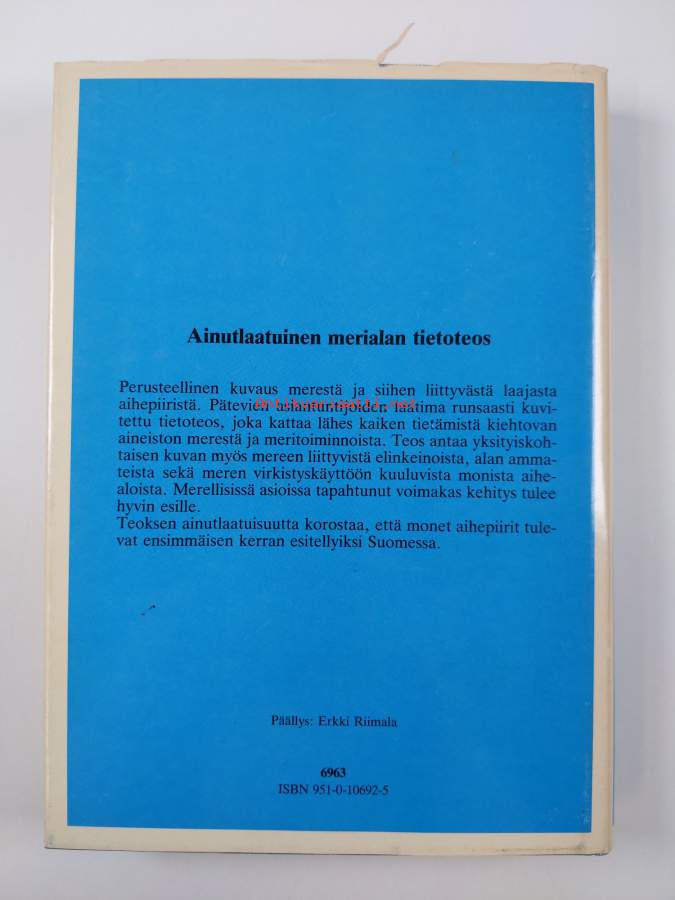 Ainutlaatuinen merialan tietoteos
Perusteellinen kuvaus merestä ja siihen liittyvästä laajasta
aihepiiristä. Pätevien asiantuntijoiden laatima runsaasti kuvi-
antikvariaatti.net
tettu tietoteos, joka kattaa lähes kaiken tietämistä kiehtovan
aineiston merestä ja meritoiminnoista. Teos antaa yksityiskoh-
taisen kuvan myös mereen liittyvistä elinkeinoista, alan amma-
teista sekä meren virkistyskäyttöön kuuluvista monista aihe-
aloista. Merellisissä asioissa tapahtunut voimakas kehitys tulee
hyvin esille.
Teoksen ainutlaatuisuutta korostaa, että monet aihepiirit tule-
vat ensimmäisen kerran esitellyiksi Suomessa.
Päällys: Erkki Riimala
6963
ISBN 951-0-10692-5